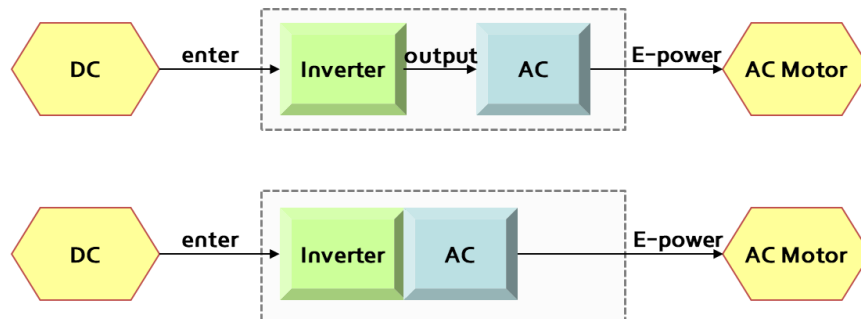 DC
enter
Inverter
output
AC
E-power
AC Motor
DC
enter
Inverter
AC
E-power
AC Motor